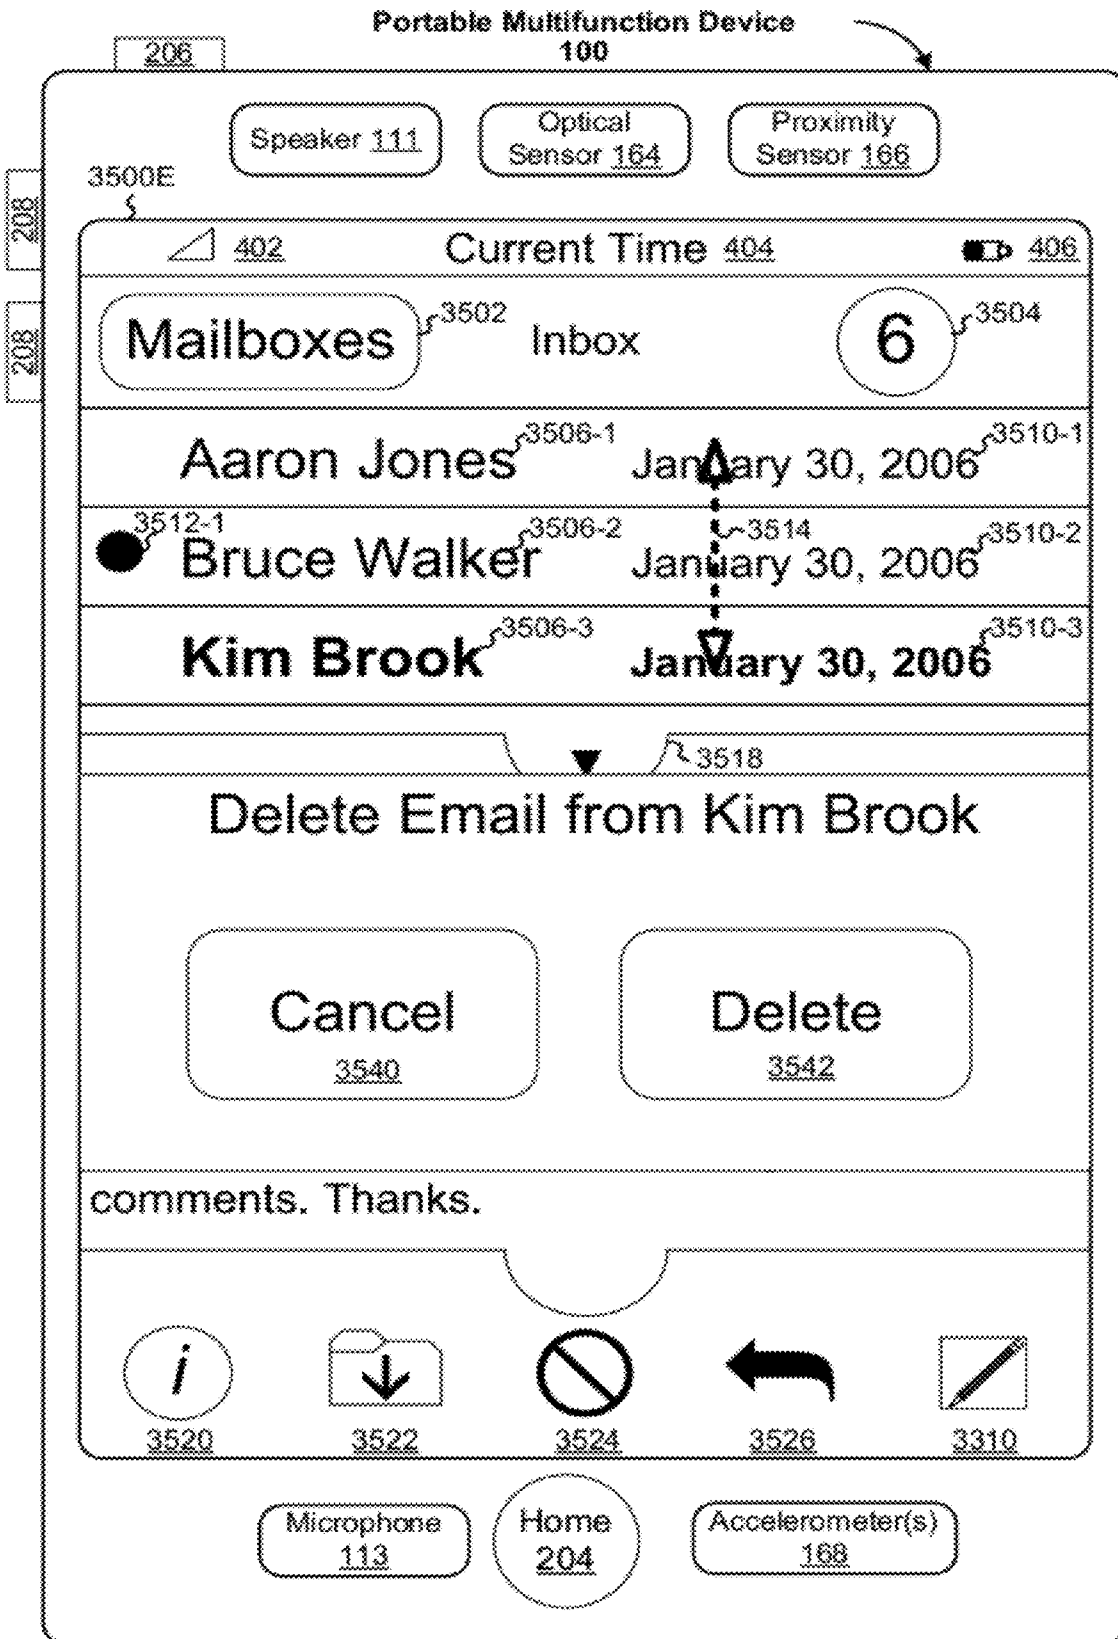 Portable Multifunction Device
100
206
Speaker 111
Optical
Sensor 164
Proximity
Sensor 166
3500E
208
208
402
Current Time 404
406
Mailboxes
3502
Inbox
6
3504
Aaron Jones
3506-1
January 30, 2006
3510-1
3512-1
Bruce Walker
3506-2
3514
January 30, 2006
3510-2
Kim Brook
3506-3
January 30, 2006
3510-3
3518
Delete Email from Kim Brook
Cancel
3540
Delete
3542
comments. Thanks.
i
3520
3522
3524
3526
3310
Microphone
113
Home
204
Accelerometer(s)
168